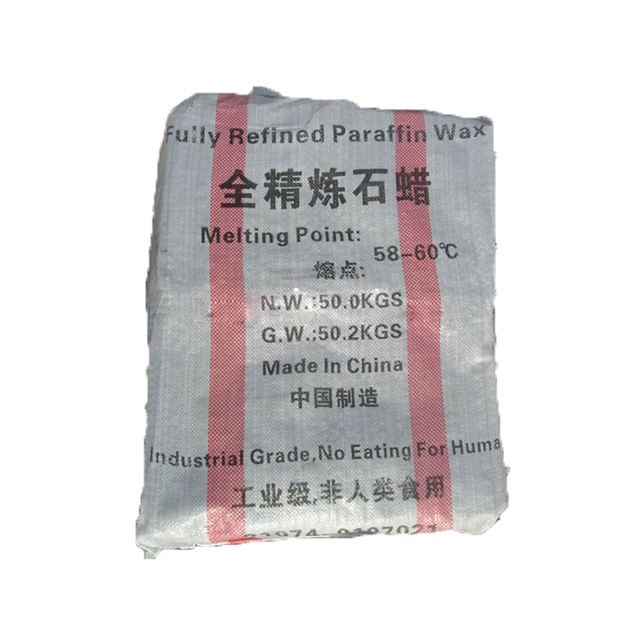 Fully Refined Paraffin Wax
全精炼石蜡
Melting Point:
58-60℃
熔点:
N.W.:50.0KGS
G.W.:50.2KGS
Made In China
中国制造
Industrial Grade,No Eating For Huma
工业级,非人类食用